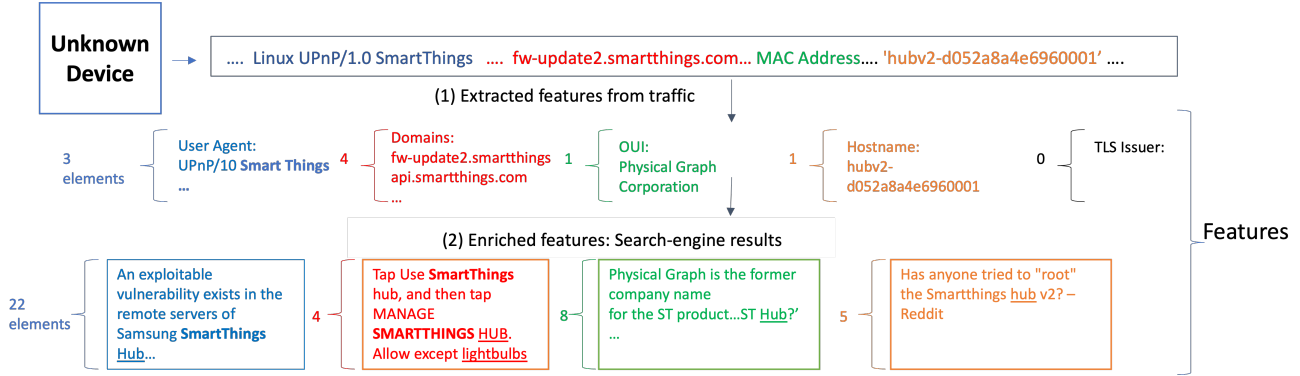 Unknown
Device
.... Linux UPnP/1.0 SmartThings .... fw-update2.smartthings.com... MAC Address.... 'hubv2-d052a8a4e6960001’ ....
(1) Extracted features from traffic
3
elements
User Agent:
UPnP/10 Smart Things
...
4
Domains:
fw-update2.smartthings
api.smartthings.com
...
1
OUI:
Physical Graph
Corporation
1
Hostname:
hubv2-
d052a8a4e6960001
0
TLS Issuer:
Features
(2) Enriched features: Search-engine results
22
elements
An exploitable
vulnerability exists in the
remote servers of
Samsung SmartThings
Hub...
4
Tap Use SmartThings
hub, and then tap
MANAGE
SMARTTHINGS HUB.
Allow except lightbulbs
8
Physical Graph is the former
company name
for the ST product...ST Hub?’
...
5
Has anyone tried to "root"
the Smartthings hub v2? –
Reddit